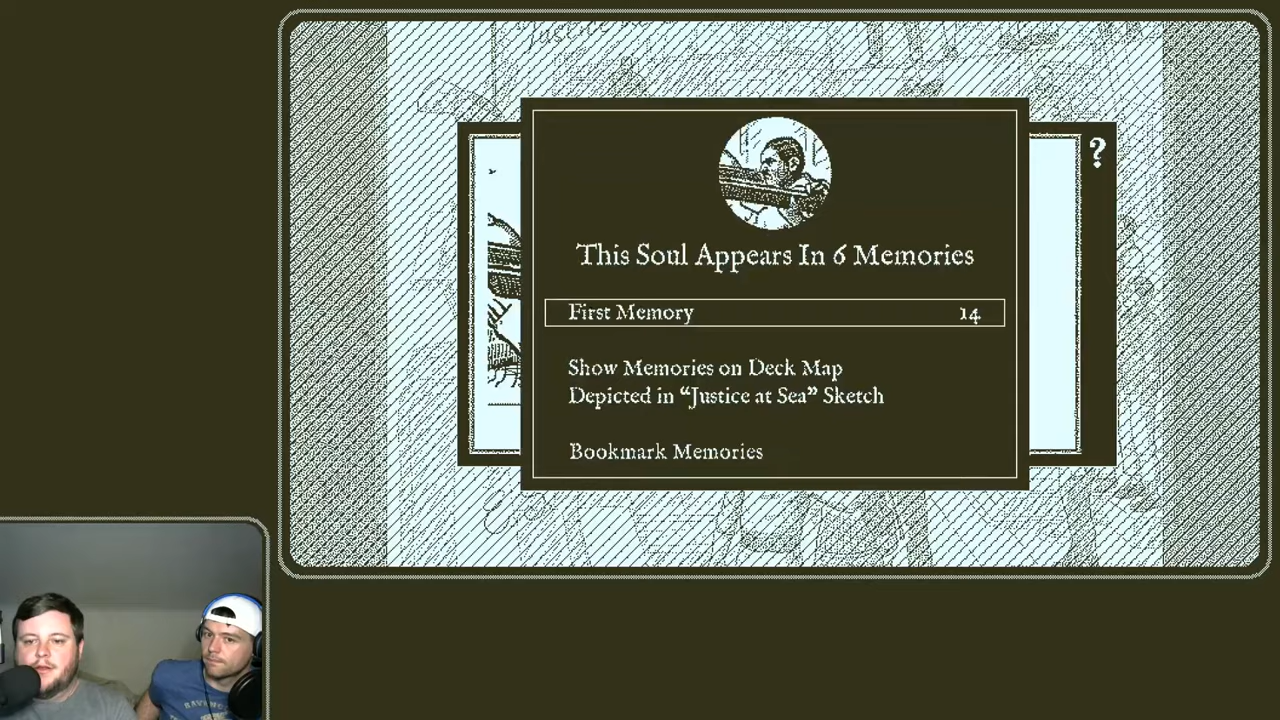 Justice
?
This Soul Appears In 6 Memories
First Memory 14
Show Memories on Deck Map
Depicted in “Justice at Sea” Sketch
Bookmark Memories